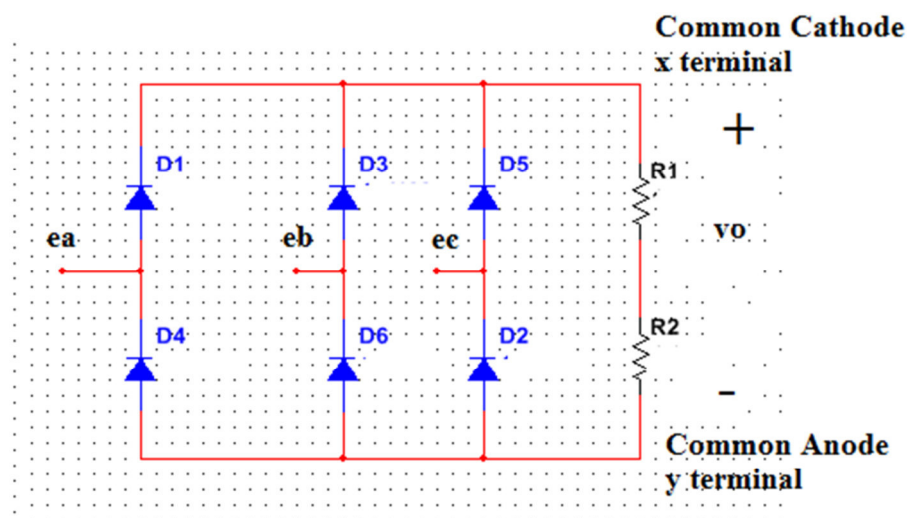 Common Cathode
x terminal
+
D1
D3
D5
R1
ea
eb
ec
vo
D4
D6
D2
R2
-
Common Anode
y terminal